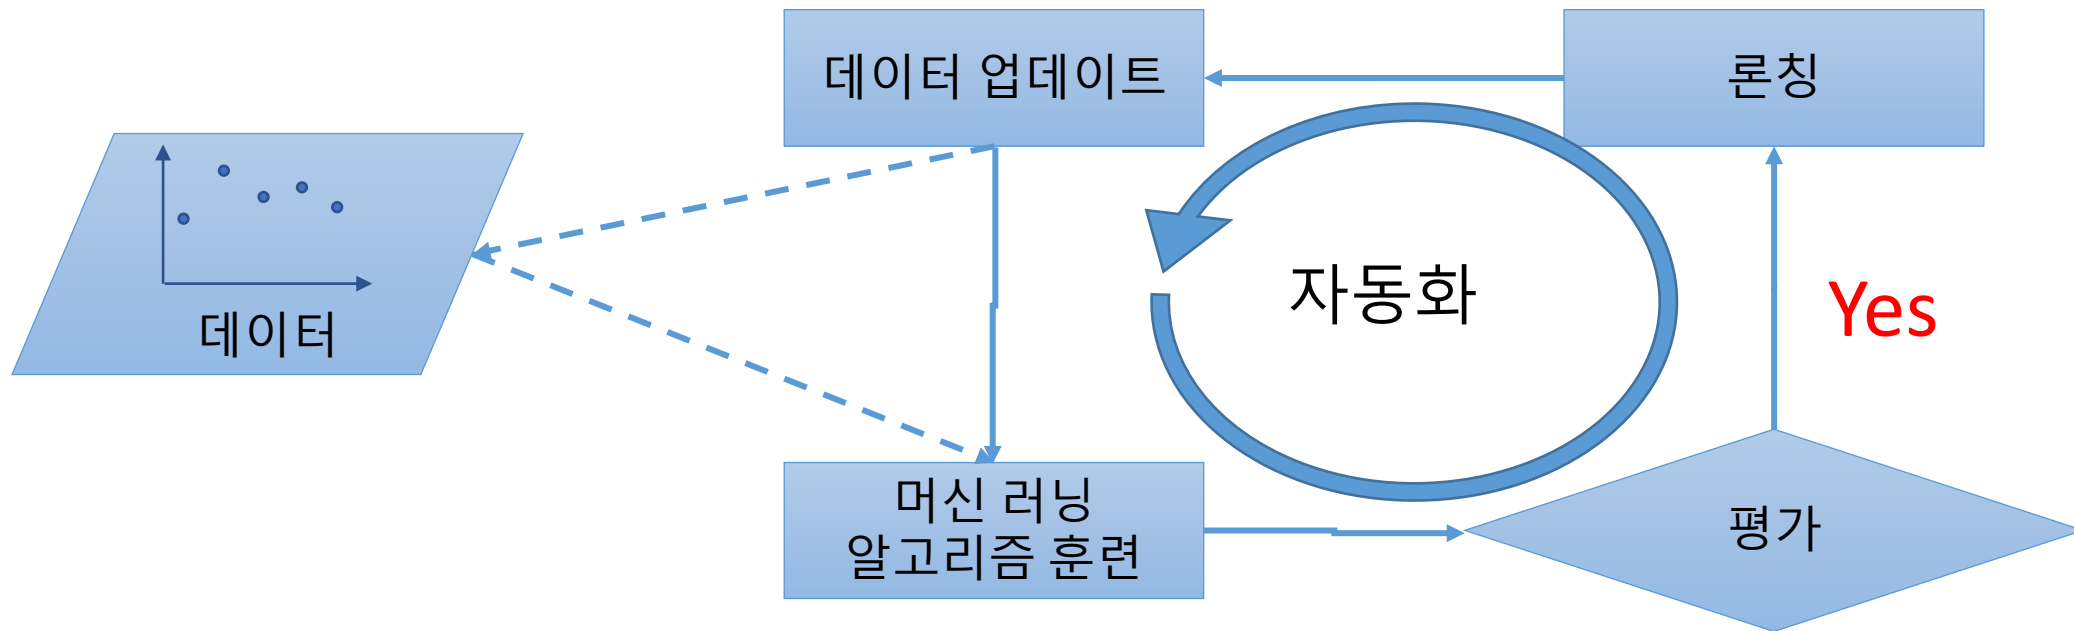 데이터 업데이트
론칭
데이터
자동화
Yes
머신 러닝
알고리즘 훈련
평가